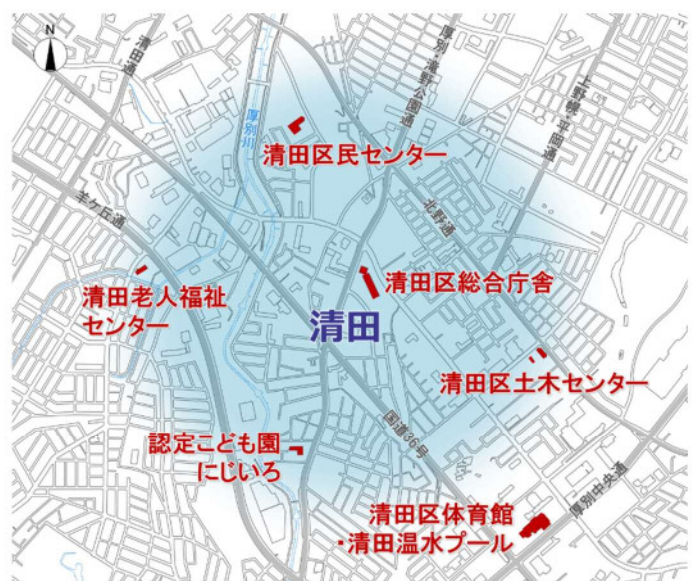 N
清田通
厚別・滝野公園通
上野幌・平岡通
厚別川
清田区民センター
羊ケ丘通
北野通
清田老人福祉
センター
清田区総合庁舎
清田
清田区土木センター
国道36号
認定こども園
にじいろ
厚別中央通
清田区体育館
・清田温水プール